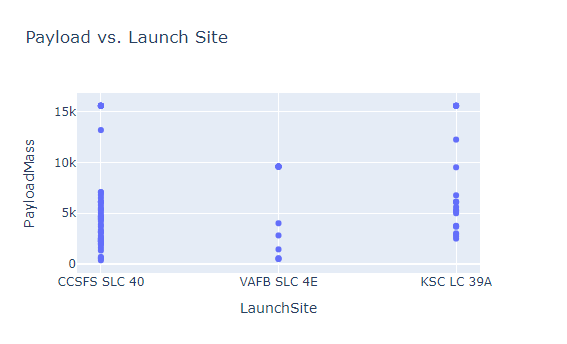 Payload vs. Launch Site
15k
10k
5k
0
PayloadMass
CCSFS SLC 40
VAFB SLC 4E
KSC LC 39A
LaunchSite